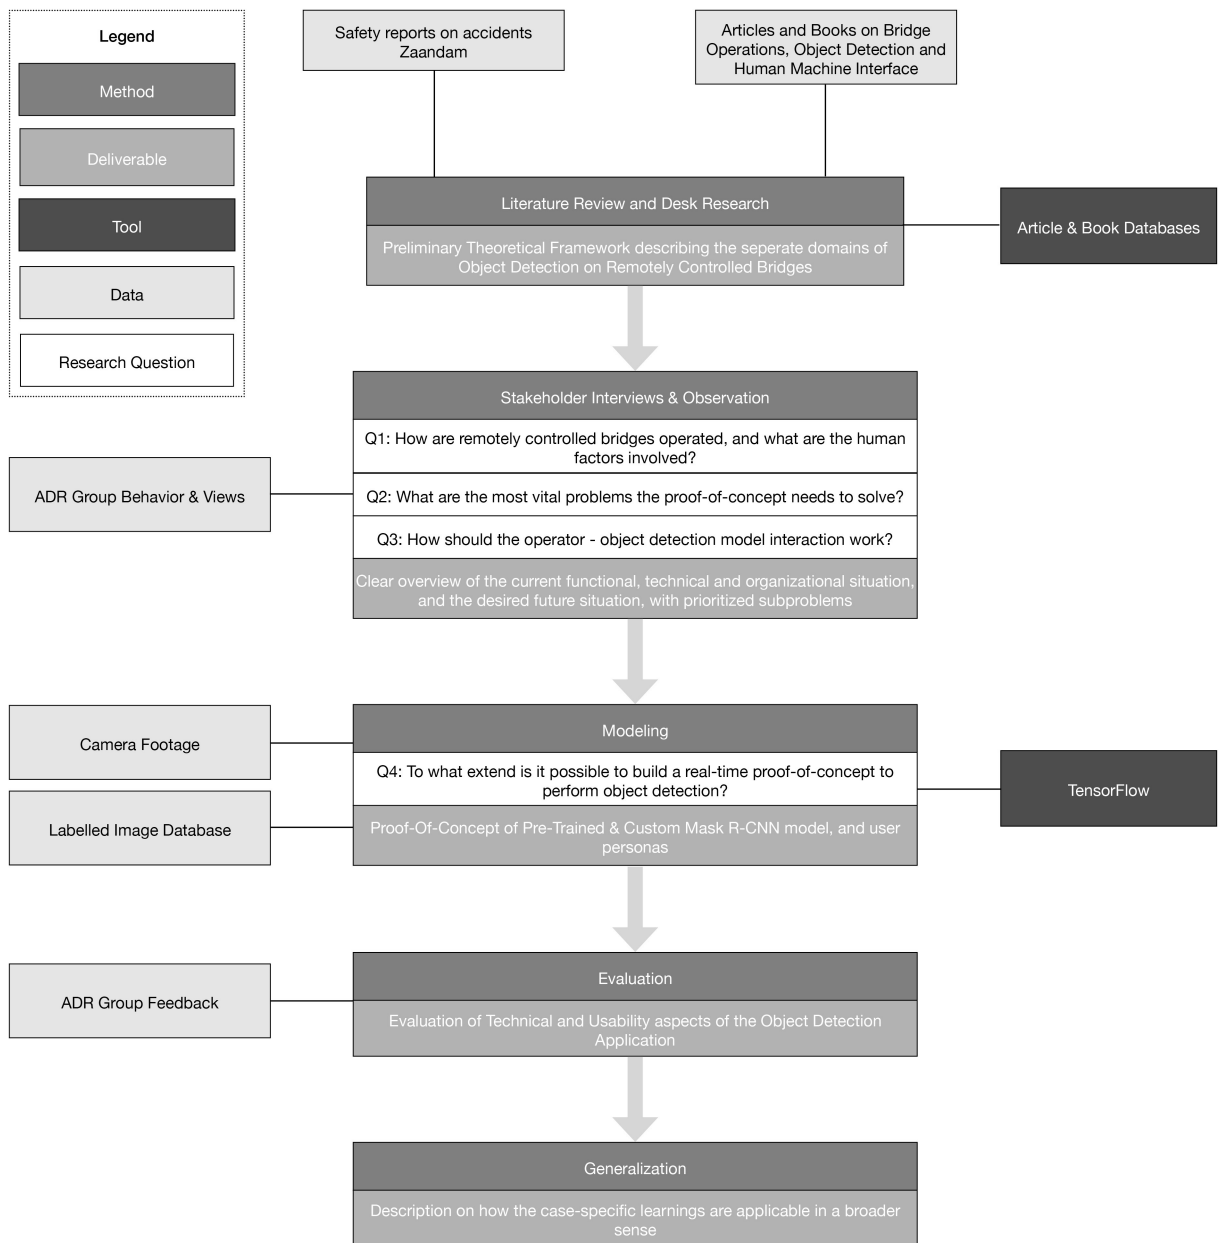 Legend
Method
Deliverable
Tool
Data
Research Question
Safety reports on accidents
Zaandam
Articles and Books on Bridge
Operations, Object Detection and
Human Machine Interface
Literature Review and Desk Research
Preliminary Theoretical Framework describing the seperate domains of
Object Detection on Remotely Controlled Bridges
Article & Book Databases
Stakeholder Interviews & Observation
Q1: How are remotely controlled bridges operated, and what are the human
factors involved?
Q2: What are the most vital problems the proof-of-concept needs to solve?
Q3: How should the operator - object detection model interaction work?
Clear overview of the current functional, technical and organizational situation,
and the desired future situation, with prioritized subproblems
ADR Group Behavior & Views
Modeling
Q4: To what extend is it possible to build a real-time proof-of-concept to
perform object detection?
Proof-Of-Concept of Pre-Trained & Custom Mask R-CNN model, and user
personas
Camera Footage
Labelled Image Database
TensorFlow
Evaluation
Evaluation of Technical and Usability aspects of the Object Detection
Application
ADR Group Feedback
Generalization
Description on how the case-specific learnings are applicable in a broader
sense